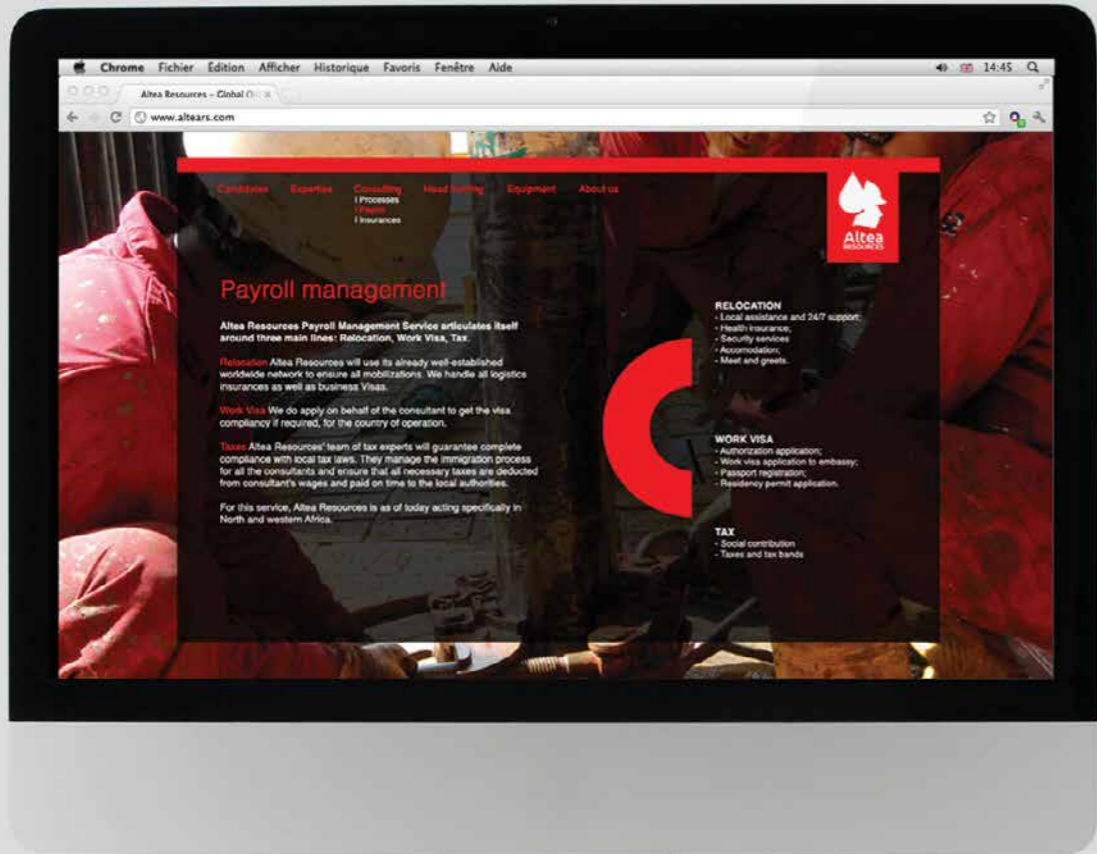 Chrome Fichier Édition Afficher Historique Favoris Fenêtre Aide
14:45
Altea Resources – Global
www.altears.com
Candidates Expertise Consulting Head hunting Equipment About us
I Processes
I Payroll
I Insurances
Altea
RESOURCES
Payroll management
Altea Resources Payroll Management Service articulates itself
around three main lines: Relocation, Work Visa, Tax.
Relocation Altea Resources will use its already well-established
worldwide network to ensure all mobilizations. We handle all logistics
insurances as well as business Visas.
Work Visa We do apply on behalf of the consultant to get the visa
compliancy if required, for the country of operation.
Taxes Altea Resources' team of tax experts will guarantee complete
compliance with local tax laws. They manage the immigration process
for all the consultants and ensure that all necessary taxes are deducted
from consultant's wages and paid on time to the local authorities.
For this service, Altea Resources is as of today acting specifically in
North and western Africa.
RELOCATION
- Local assistance and 24/7 support;
- Health insurance;
- Security services
- Accomodation;
- Meet and greets.
WORK VISA
- Authorization application;
- Work visa application to embassy;
- Passport registration;
- Residency permit application.
TAX
- Social contribution
- Taxes and tax bands